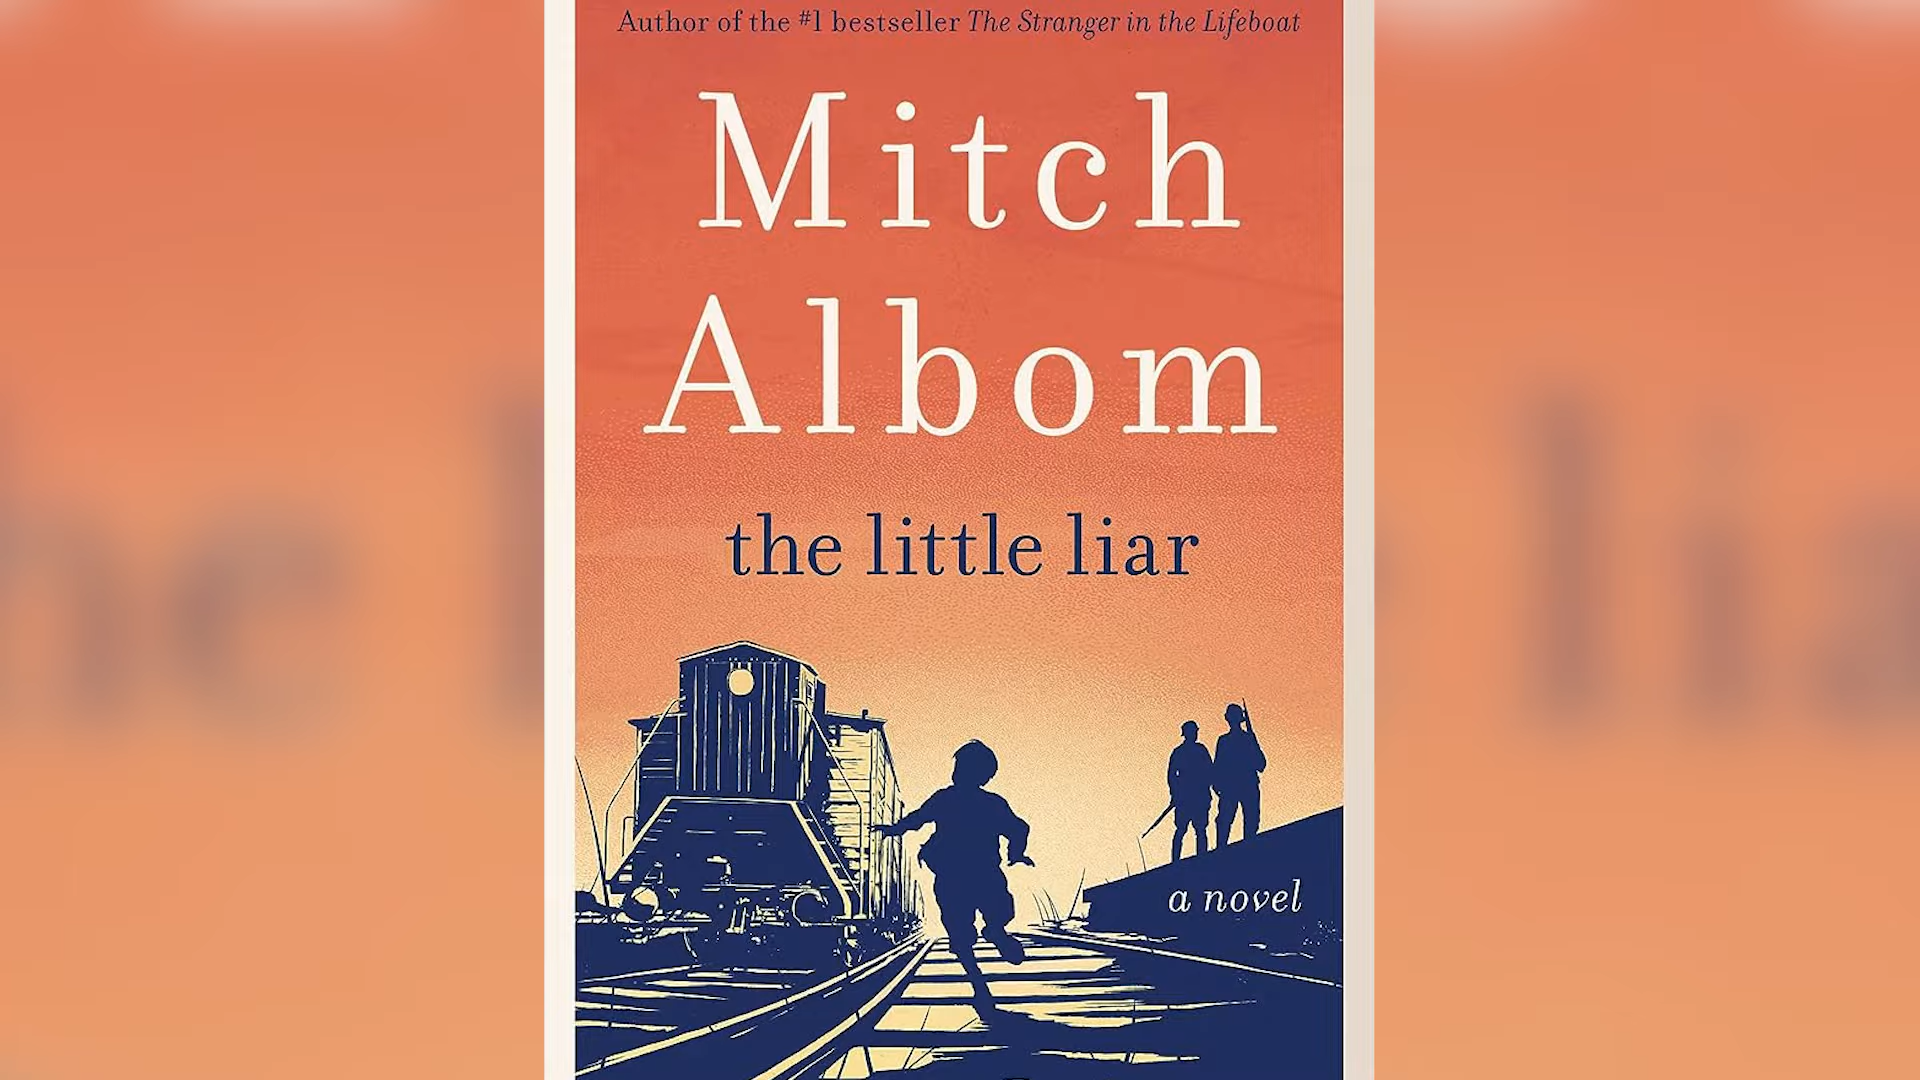 Author of the #1 bestseller The Stranger in the Lifeboat
Mitch
Albom
the little liar
a novel